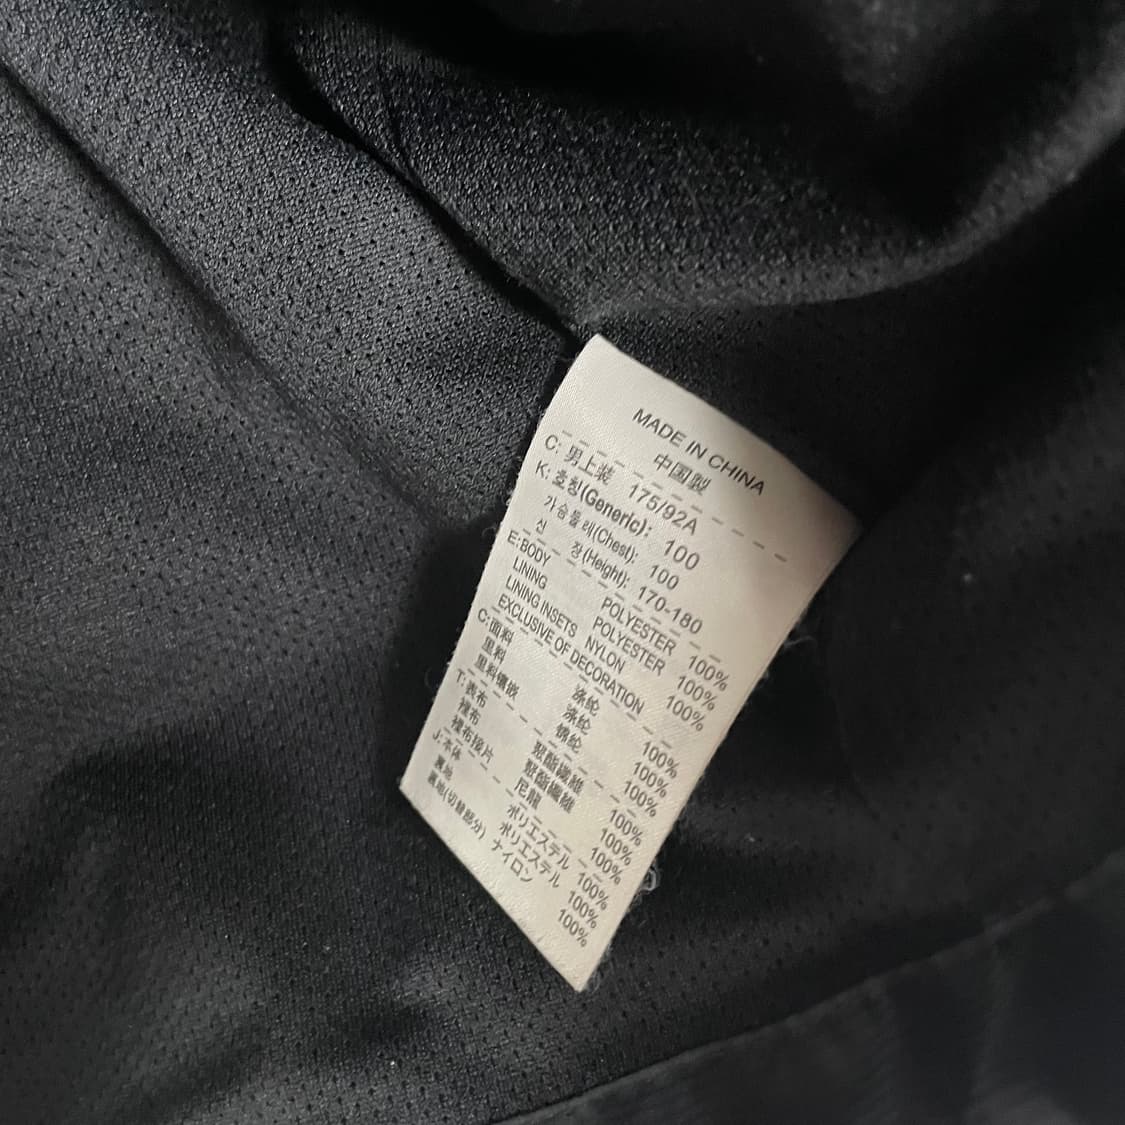 MADE IN CHINA
中国製
C: 男上装 175/92A
K: 호칭(Generic): 100
가슴둘레(Chest): 100
신 장(Height): 170-180
E:BODY POLYESTER 100%
LINING POLYESTER 100%
LINING INSETS NYLON 100%
EXCLUSIVE OF DECORATION
C:面料 涤纶 100%
里料 涤纶 100%
里料镶嵌 锦纶 100%
T:表布 聚酯纖維 100%
裡布 聚酯纖維 100%
裡布接片 尼龍 100%
J:本体 ポリエステル 100%
裏地 ポリエステル 100%
裏地(切替部分) ナイロン 100%